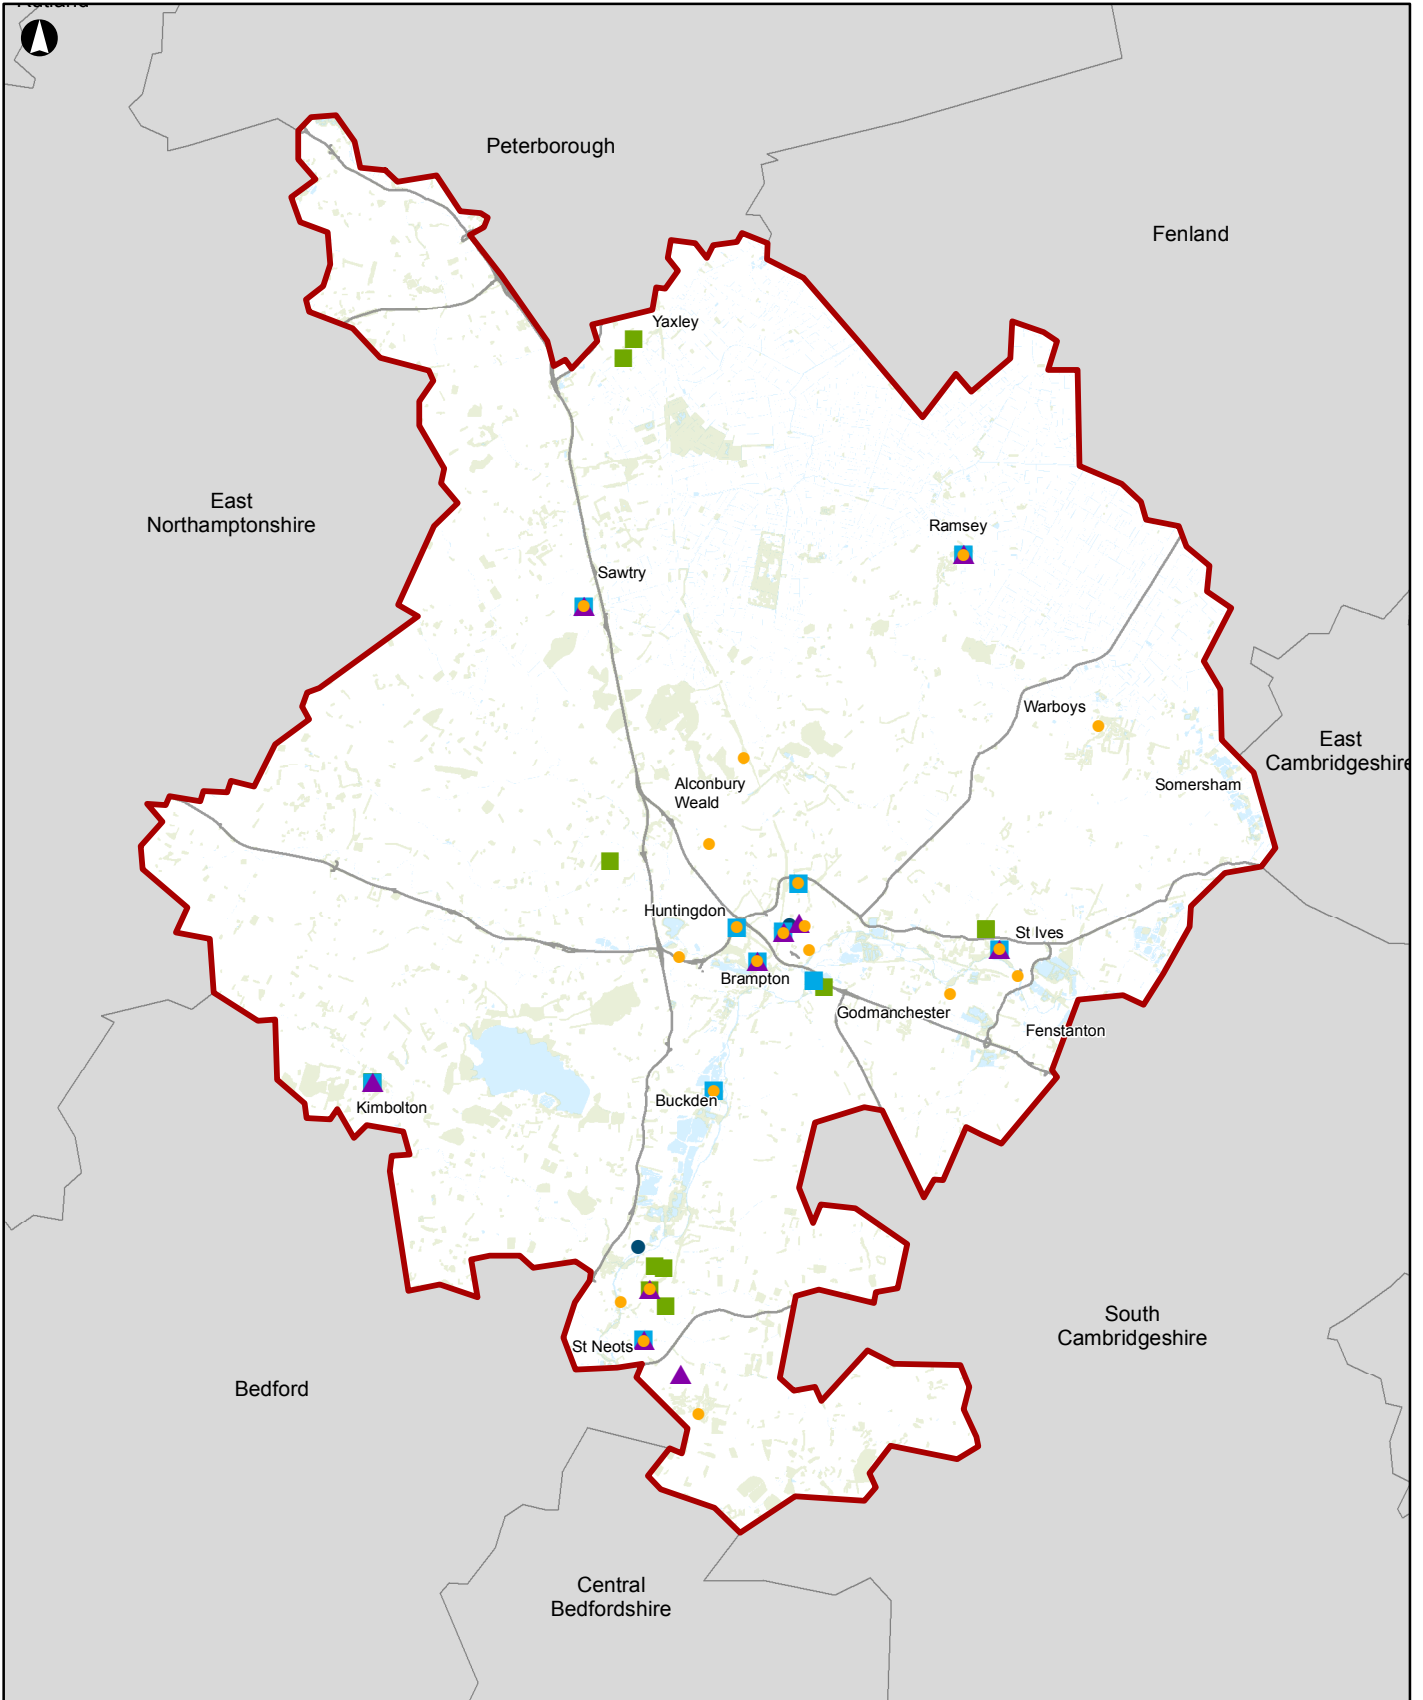 Peterborough
Fenland
Yaxley
East
Northamptonshire
Ramsey
Sawtry
Warboys
East
Cambridgeshire
Alconbury
Weald
Somersham
Huntingdon
St Ives
Brampton
Godmanchester
Fenstanton
Buckden
Kimbolton
South
Cambridgeshire
St Neots
Bedford
Central
Bedfordshire